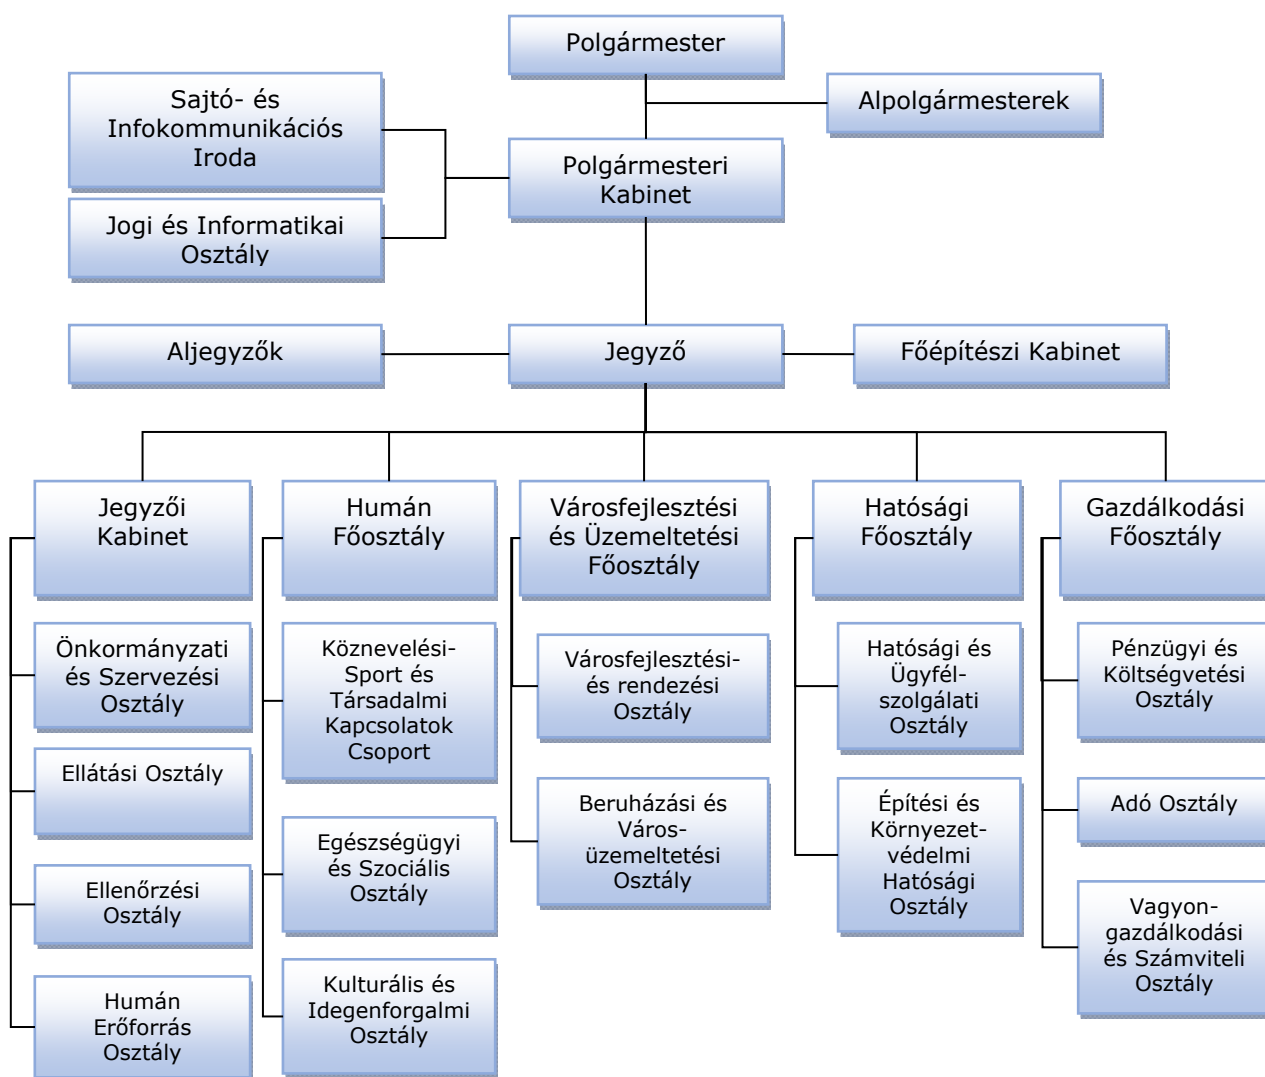 Polgármester
Alpolgármesterek
Sajtó- és
Infokommunikációs
Iroda
Polgármesteri
Kabinet
Jogi és Informatikai
Osztály
Aljegyzők
Jegyző
Főépítészi Kabinet
Jegyzői
Kabinet
Humán
Főosztály
Városfejlesztési
és Üzemeltetési
Főosztály
Hatósági
Főosztály
Gazdálkodási
Főosztály
Önkormányzati
és Szervezési
Osztály
Ellátási Osztály
Ellenőrzési
Osztály
Humán
Erőforrás
Osztály
Köznevelési-
Sport és
Társadalmi
Kapcsolatok
Csoport
Egészségügyi
és Szociális
Osztály
Kulturális és
Idegenforgalmi
Osztály
Városfejlesztési-
és rendezési
Osztály
Beruházási és
Város-
üzemeltetési
Osztály
Hatósági és
Ügyfél-
szolgálati
Osztály
Építési és
Környezet-
védelmi
Hatósági
Osztály
Pénzügyi és
Költségvetési
Osztály
Adó Osztály
Vagyon-
gazdálkodási
és Számviteli
Osztály